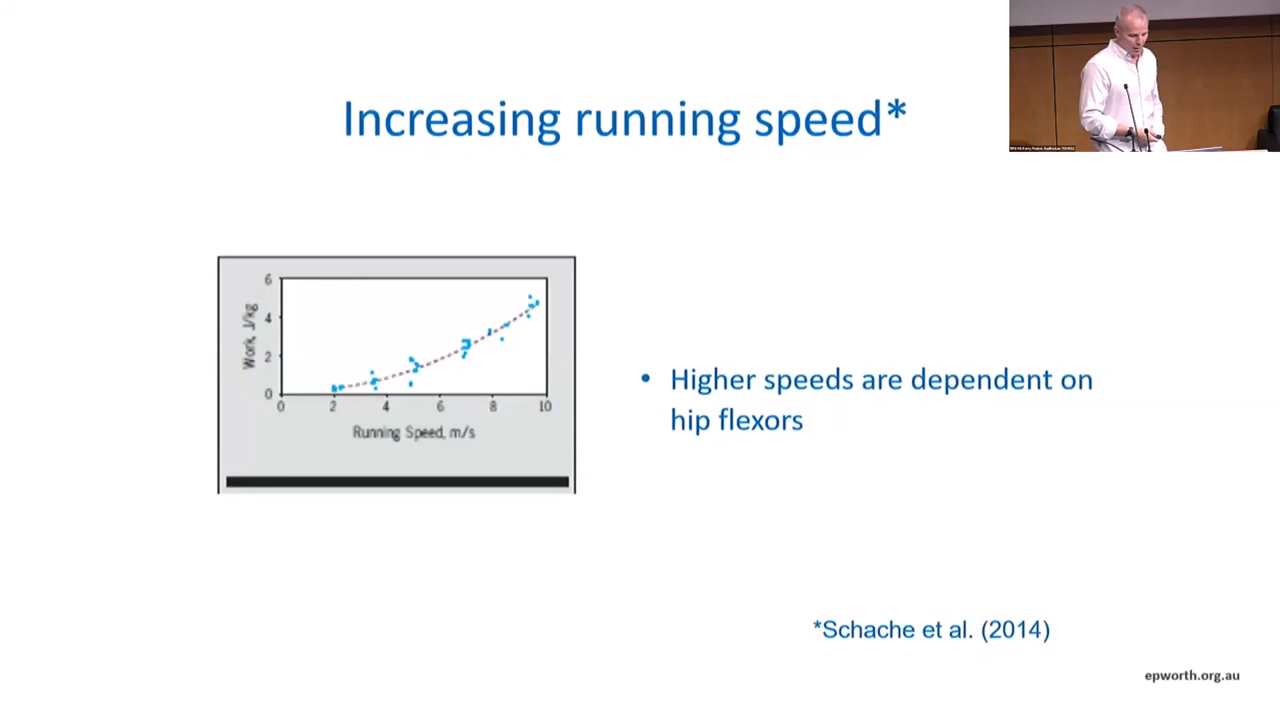 Increasing running speed*
6
4
2
0
Work, J/kg
0 2 4 6 8 10
Running Speed, m/s
• Higher speeds are dependent on
hip flexors
*Schache et al. (2014)
epworth.org.au